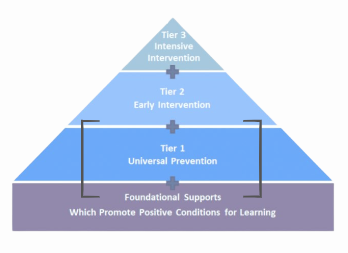 Tier 3
Intensive
Intervention
Tier 2
Early Intervention
Tier 1
Universal Prevention
Foundational Supports
Which Promote Positive Conditions for Learning